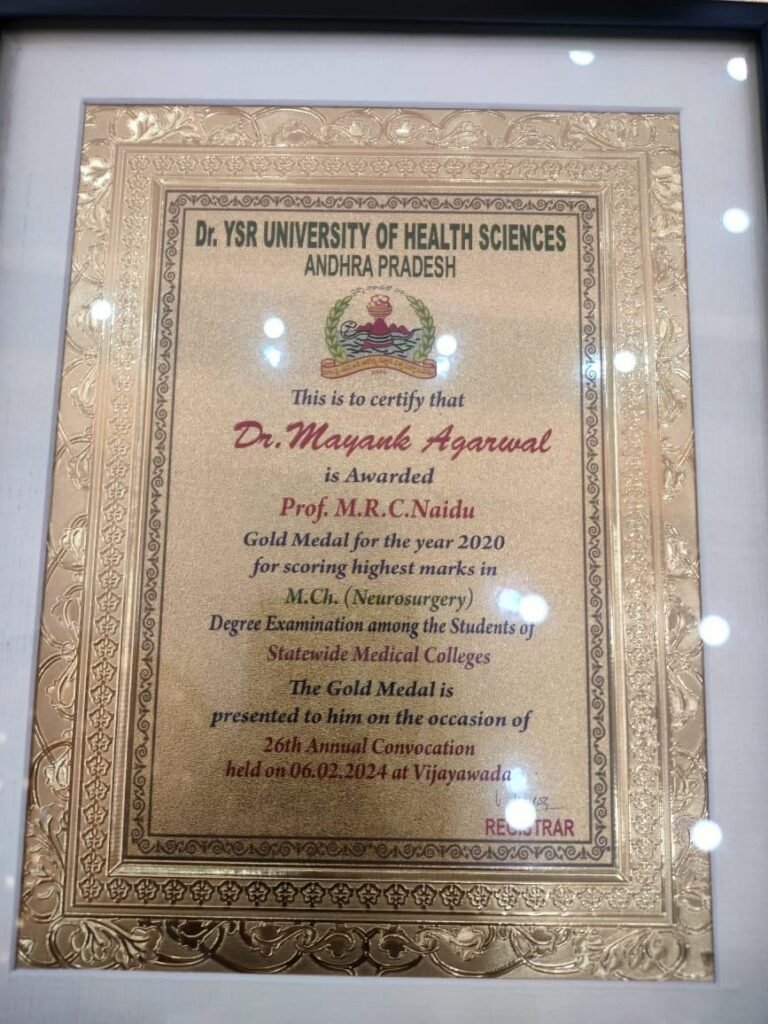 Dr. YSR UNIVERSITY OF HEALTH SCIENCES
ANDHRA PRADESH
This is to certify that
Dr. Mayank Agarwal
is Awarded
Prof. M.R.C.Naidu
Gold Medal for the year 2020
for scoring highest marks in
M.Ch. (Neurosurgery)
Degree Examination among the Students of
Statewide Medical Colleges
The Gold Medal is
presented to him on the occasion of
26th Annual Convocation
held on 06.02.2024 at Vijayawada
REGISTRAR